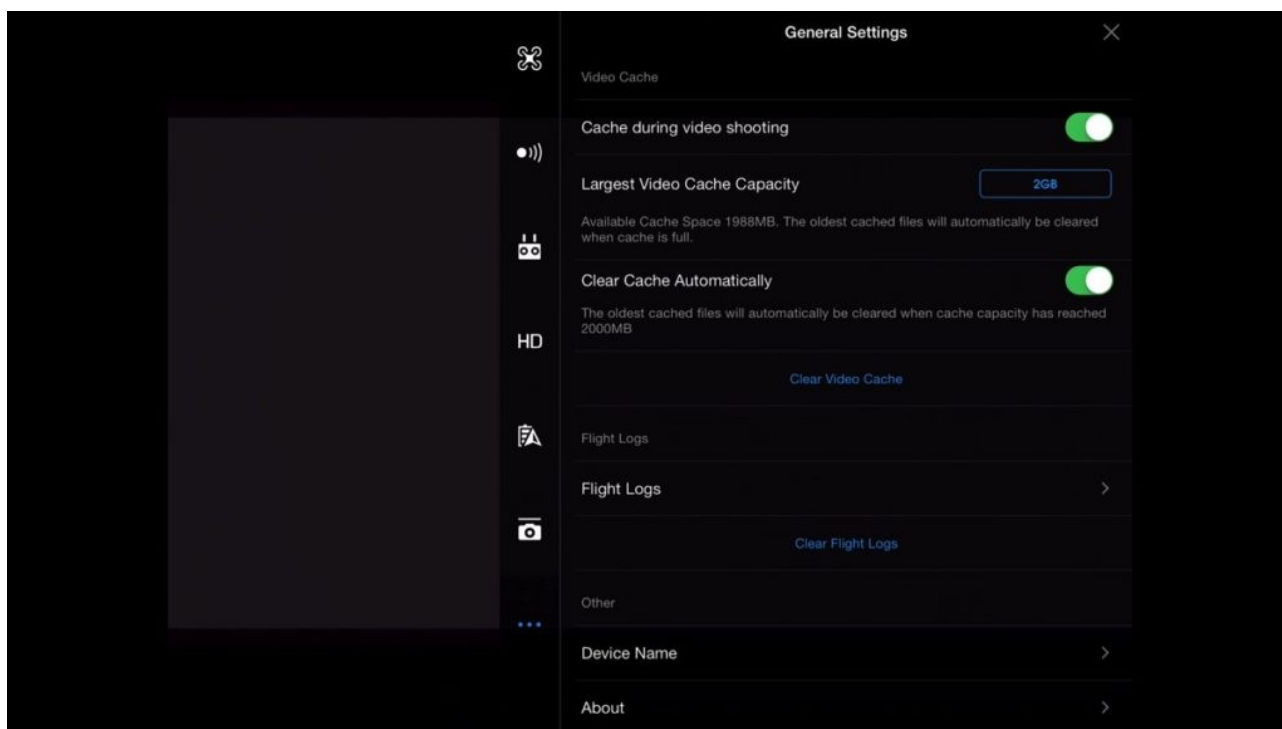 General Settings
Video Cache
Cache during video shooting
Largest Video Cache Capacity
2GB
Available Cache Space 1988MB. The oldest cached files will automatically be cleared
when cache is full.
Clear Cache Automatically
The oldest cached files will automatically be cleared when cache capacity has reached
2000MB
HD
Clear Video Cache
Flight Logs
Flight Logs
Clear Flight Logs
Other
Device Name
About